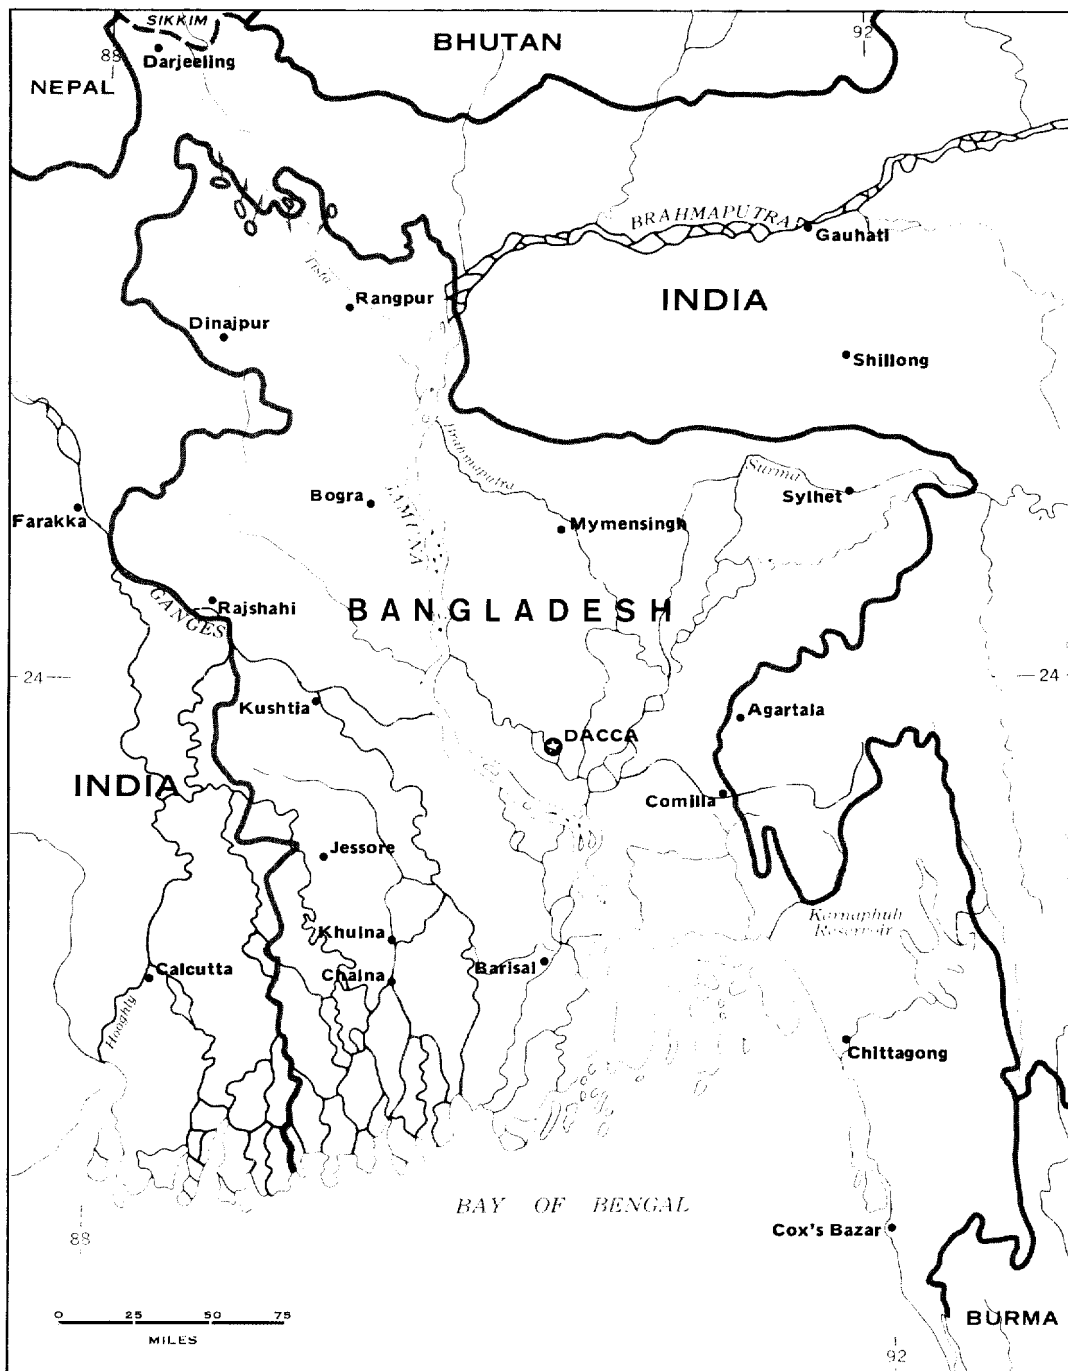 SIKKIM
88
Darjeeling
NEPAL
BHUTAN
92
BRAHMAPUTRA
Gauhati
INDIA
Tista
Rangpur
Dinajpur
Shillong
Brahmaputra
Surma
Sylhet
Bogra
JAMUNA
Farakka
Mymensingh
GANGES
Rajshahi
BANGLADESH
24
24
Kushtia
Agartala
DACCA
INDIA
Comilla
Jessore
Karnaphuli
Reservoir
Khulna
Chalna
Barisal
Calcutta
Hooghly
Chittagong
BAY OF BENGAL
88
Cox's Bazar
0 25 50 75
MILES
BURMA
92